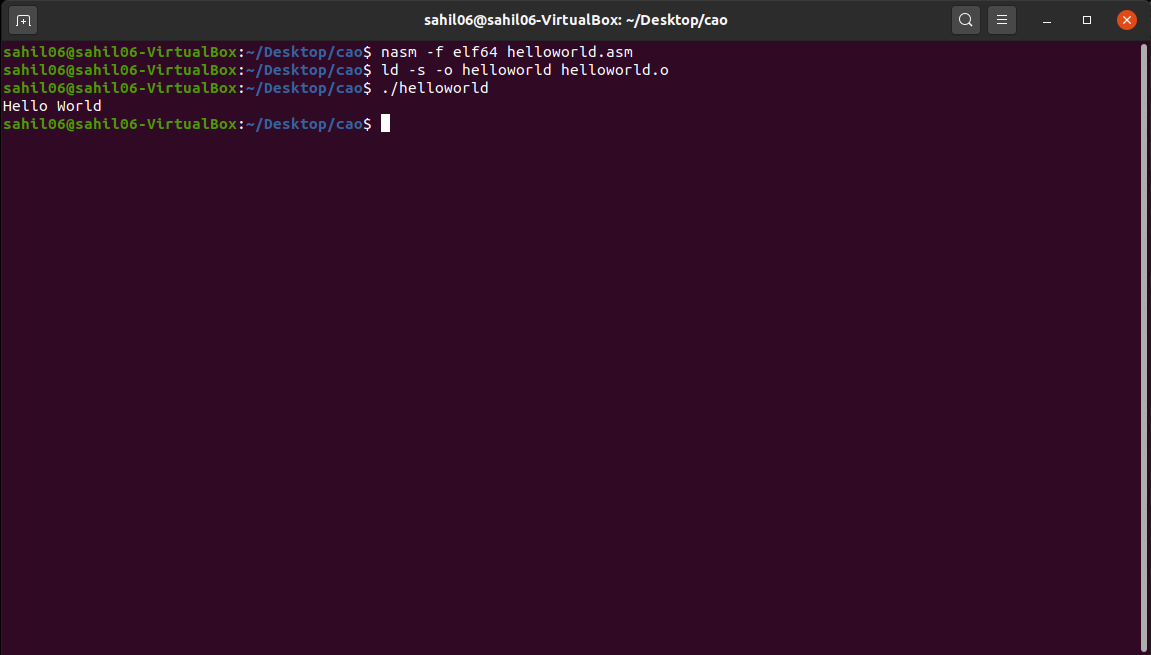 sahil06@sahil06-VirtualBox: ~/Desktop/cao
sahil06@sahil06-VirtualBox:~/Desktop/cao$ nasm -f elf64 helloworld.asm
sahil06@sahil06-VirtualBox:~/Desktop/cao$ ld -s -o helloworld helloworld.o
sahil06@sahil06-VirtualBox:~/Desktop/cao$ ./helloworld
Hello World
sahil06@sahil06-VirtualBox:~/Desktop/cao$